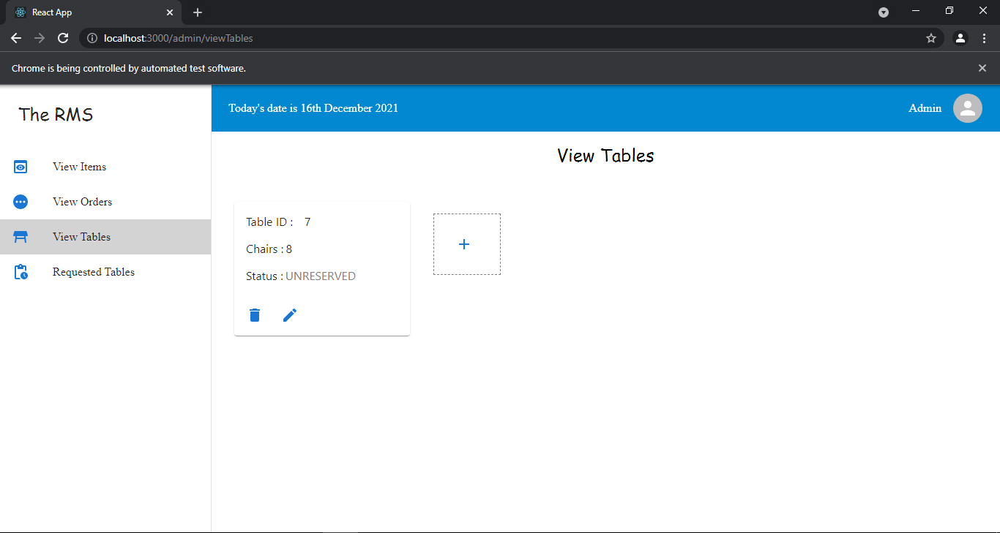 React App
localhost:3000/admin/viewTables
Chrome is being controlled by automated test software.
The RMS
Today's date is 16th December 2021
Admin
View Items
View Orders
View Tables
Requested Tables
View Tables
Table ID : 7
Chairs : 8
Status : UNRESERVED